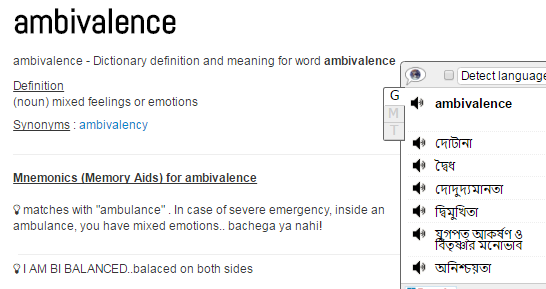 ambivalence
ambivalence - Dictionary definition and meaning for word ambivalence
Definition
(noun) mixed feelings or emotions
Synonyms : ambivalency
Mnemonics (Memory Aids) for ambivalence
matches with "ambulance" . In case of severe emergency, inside an
ambulance, you have mixed emotions.. bachega ya nahi!
I AM BI BALANCED..balaced on both sides
Detect language
G
M
T
ambivalence
দোটানা
দ্বৈধ
দোদুদ্যমানতা
দ্বিমুখিতা
যুগপত্ আকর্ষণ ও
বিতৃষ্ণার মনোভাব
অনিশ্চয়তা